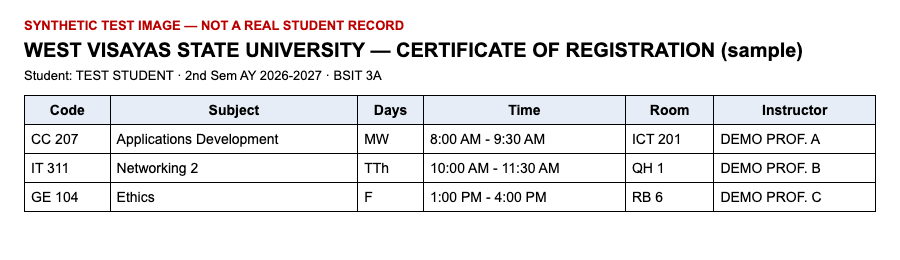 SYNTHETIC TEST IMAGE — NOT A REAL STUDENT RECORD
WEST VISAYAS STATE UNIVERSITY — CERTIFICATE OF REGISTRATION (sample)
Student: TEST STUDENT · 2nd Sem AY 2026-2027 · BSIT 3A
Code Subject Days Time Room Instructor
CC 207 Applications Development MW 8:00 AM - 9:30 AM ICT 201 DEMO PROF. A
IT 311 Networking 2 TTh 10:00 AM - 11:30 AM QH 1 DEMO PROF. B
GE 104 Ethics F 1:00 PM - 4:00 PM RB 6 DEMO PROF. C